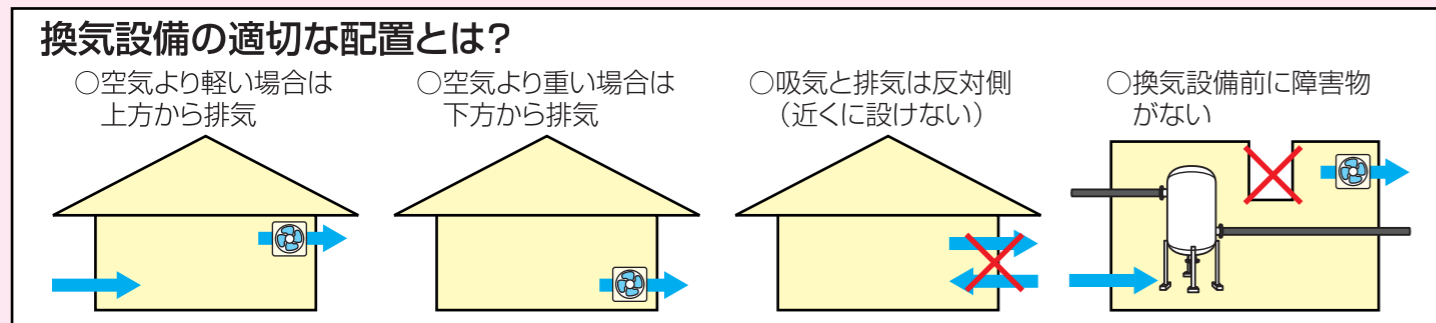 換気設備の適切な配置とは?
○空気より軽い場合は
上方から排気
○空気より重い場合は
下方から排気
○吸気と排気は反対側
（近くに設けない）
○換気設備前に障害物
がない